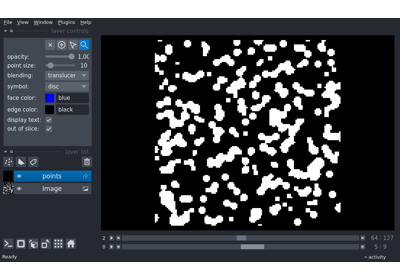 File View Window Plugins Help
layer controls
opacity: 1.00
point size: 10
blending: translucen
symbol: disc
face color: blue
edge color: black
display text:
out of slice:
layer list
points
Image
2 64 127
0 5 9
Ready activity